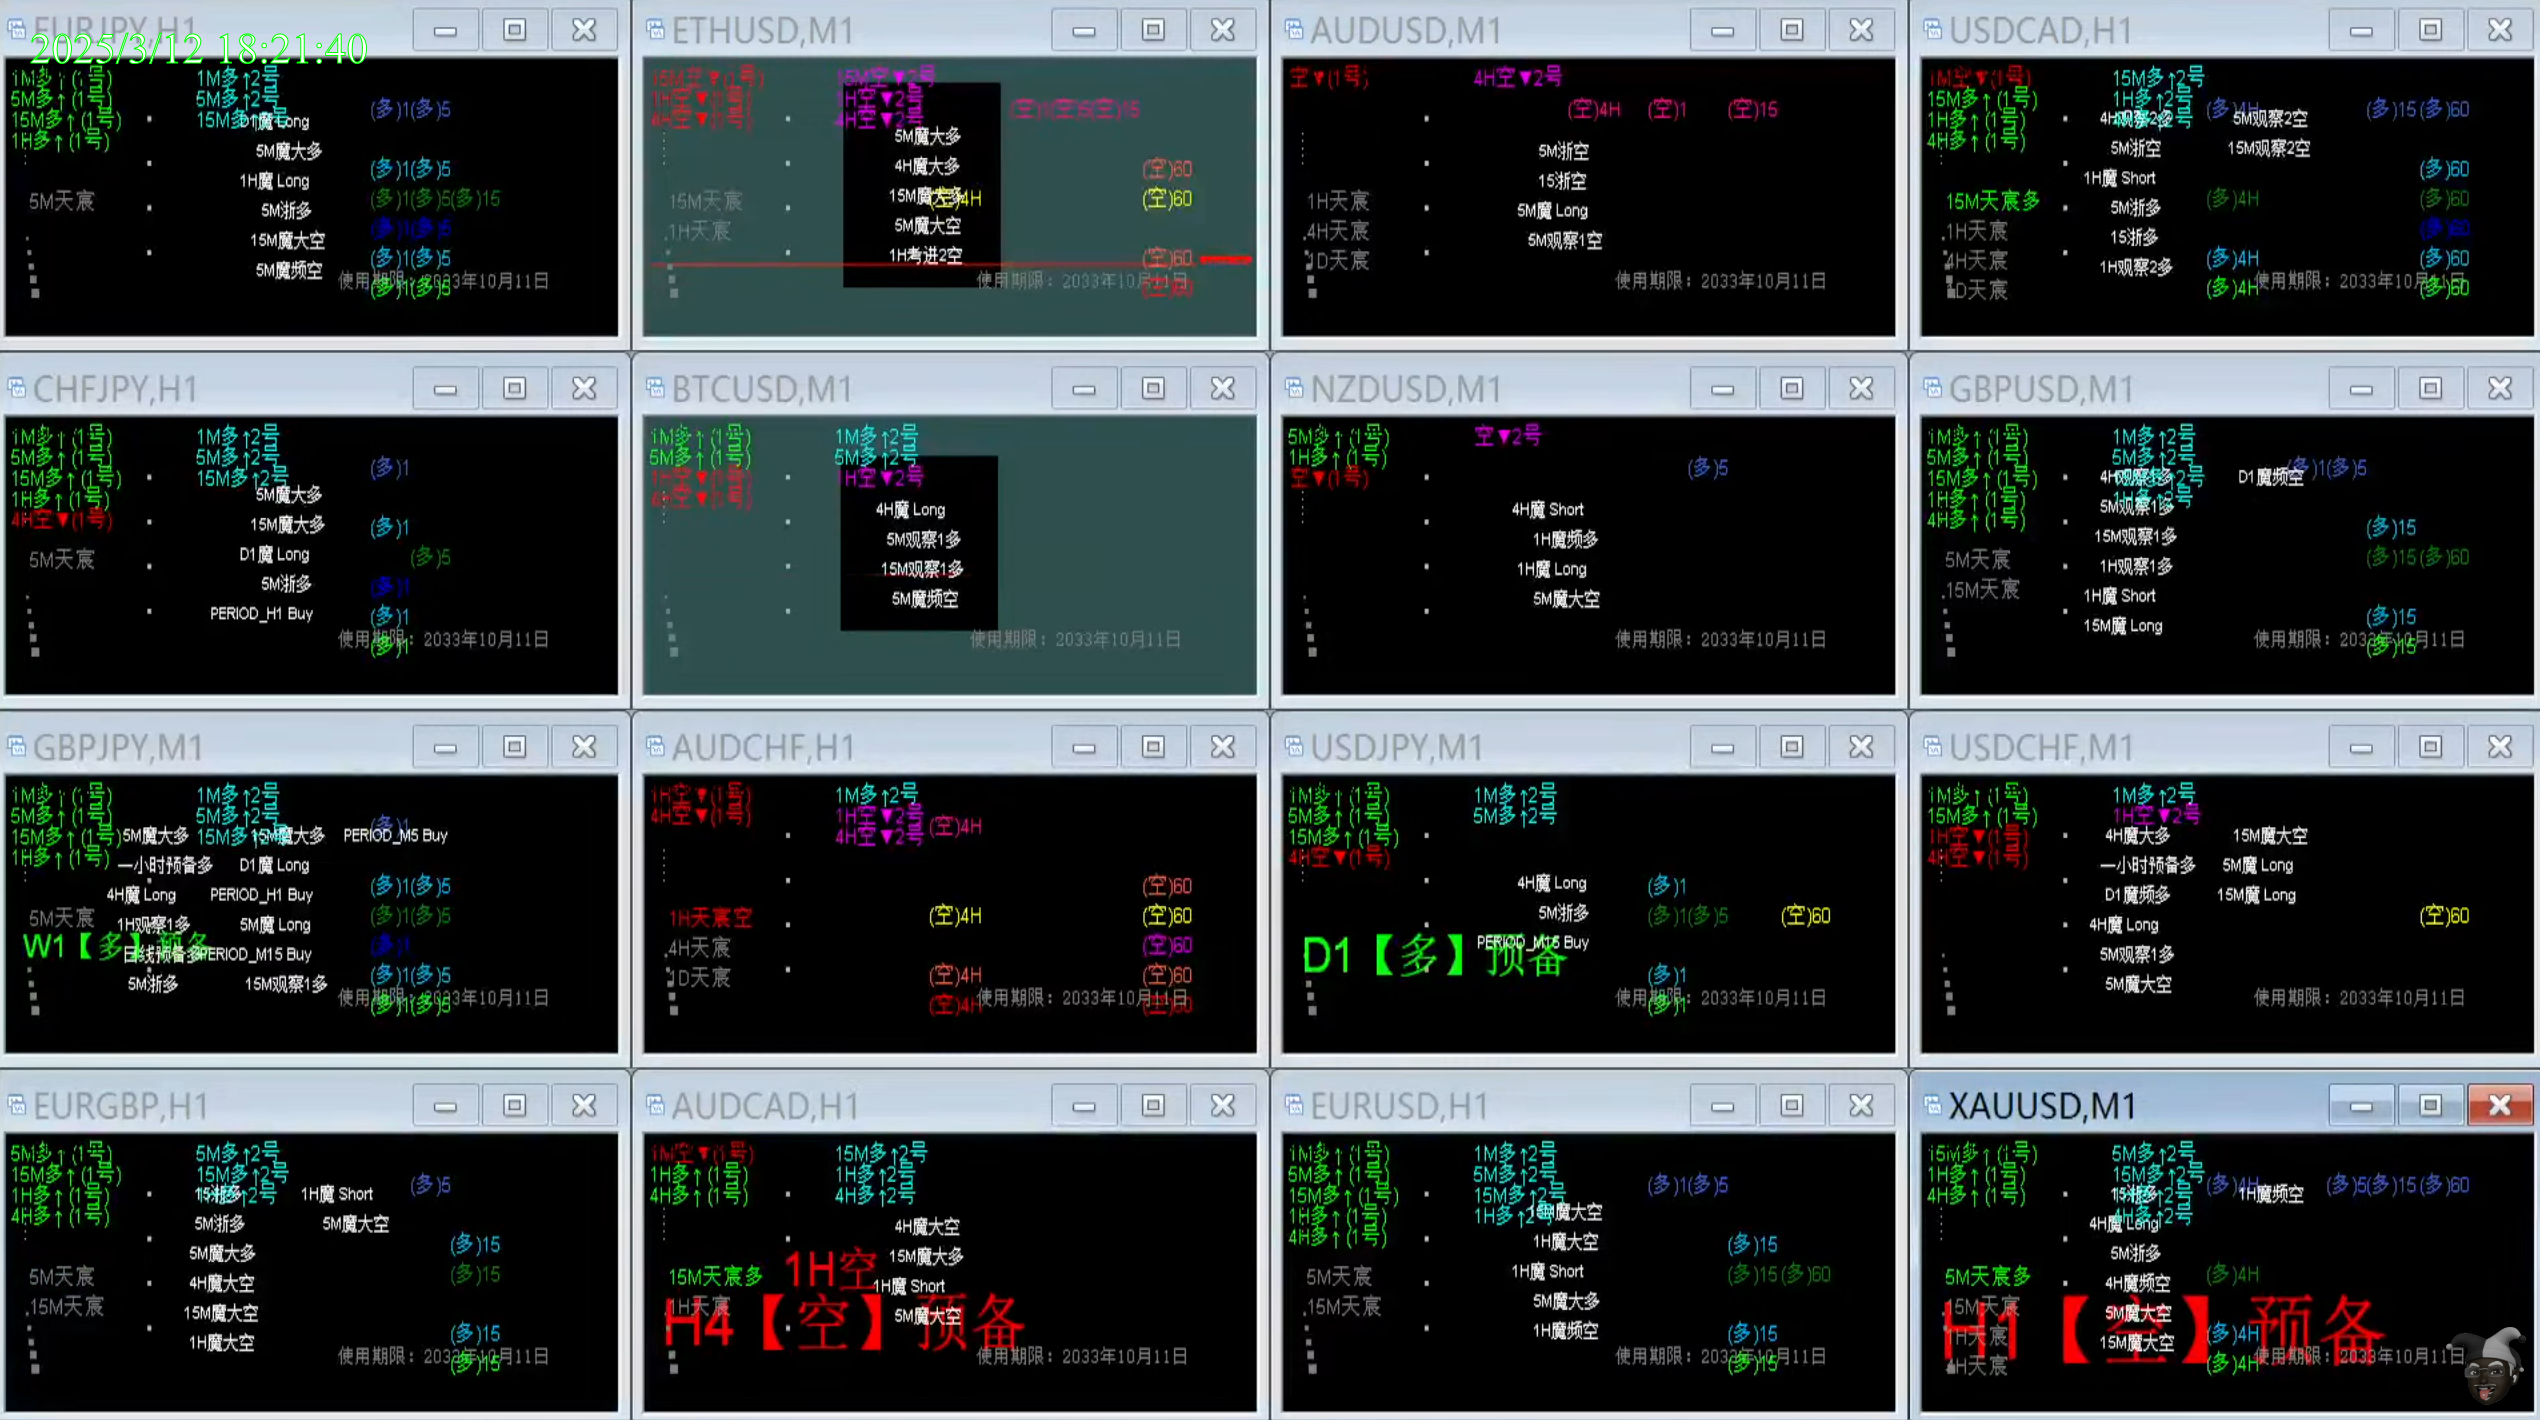 2025/3/12 18:21:40
EURJPY,H1
1M多↑(1号)
5M多↑(1号)
15M多↑(1号)
1H多↑(1号)
1M多↑2号
5M多↑2号
15M多↑2号
D1魔 Long
5M魔大多
1H魔 Long
5M浙多
15M魔大空
5M魔频空
5M天宸
(多)1(多)5
(多)1(多)5
(多)1(多)5(多)15
(多)1(多)5
(多)1(多)5
(多)1(多)5
使用期限：2033年10月11日
ETHUSD,M1
15M空▼(1号)
1H空▼(1号)
4H空▼(1号)
15M空▼2号
1H空▼2号
4H空▼2号
5M魔大多
4H魔大多
15M魔大多
5M魔大空
1H考进2空
15M天宸
1H天宸
(空)1(空)5(空)15
(空)60
(空)4H (空)60
(空)60
(空)60
使用期限：2033年10月11日
AUDUSD,M1
空▼(1号)
4H空▼2号
(空)4H (空)1 (空)15
5M浙空
15浙空
5M魔 Long
5M观察1空
1H天宸
4H天宸
1D天宸
使用期限：2033年10月11日
USDCAD,H1
1M空▼(1号)
15M多↑(1号)
1H多↑(1号)
4H多↑(1号)
15M多↑2号
1H多↑2号
4H多↑2号
4H观察2多 5M观察2空
5M浙空 15M观察2空
1H魔 Short
5M浙多
15浙多
1H观察2多
15M天宸多
1H天宸
4H天宸
1D天宸
(多)4H (多)15(多)60
(多)60
(多)4H (多)60
(多)60
(多)4H (多)60
(多)4H (多)60
使用期限：2033年10月11日
CHFJPY,H1
1M多↑(1号)
5M多↑(1号)
15M多↑(1号)
1H多↑(1号)
4H空▼(1号)
1M多↑2号
5M多↑2号
15M多↑2号
5M魔大多
15M魔大多
D1魔 Long
5M浙多
PERIOD_H1 Buy
5M天宸
(多)1
(多)1
(多)5
(多)1
(多)1
(多)1
使用期限：2033年10月11日
BTCUSD,M1
1M多↑(1号)
5M多↑(1号)
1H空▼(1号)
4H空▼(1号)
1M多↑2号
5M多↑2号
1H空▼2号
4H魔 Long
5M观察1多
15M观察1多
5M魔频空
使用期限：2033年10月11日
NZDUSD,M1
5M多↑(1号)
1H多↑(1号)
空▼(1号)
空▼2号
(多)5
4H魔 Short
1H魔频多
1H魔 Long
5M魔大空
使用期限：2033年10月11日
GBPUSD,M1
1M多↑(1号)
5M多↑(1号)
15M多↑(1号)
1H多↑(1号)
4H多↑(1号)
1M多↑2号
5M多↑2号
15M多↑2号
1H多↑2号
4H观察1多 D1魔频空
5M观察1多
15M观察1多
1H观察1多
1H魔 Short
15M魔 Long
5M天宸
15M天宸
(多)1(多)5
(多)15
(多)15(多)60
(多)15
(多)15
使用期限：2033年10月11日
GBPJPY,M1
1M多↑(1号)
5M多↑(1号)
15M多↑(1号)
1H多↑(1号)
1M多↑2号
5M多↑2号
15M多↑2号
5M魔大多 15M魔大多 PERIOD_M5 Buy
一小时预备多 D1魔 Long
4H魔 Long PERIOD_H1 Buy
1H观察1多 5M魔 Long
日线预备多 PERIOD_M15 Buy
5M浙多 15M观察1多
5M天宸
W1【多】预备
(多)1
(多)1(多)5
(多)1(多)5
(多)1
(多)1(多)5
(多)1(多)5
使用期限：2033年10月11日
AUDCHF,H1
1H空▼(1号)
4H空▼(1号)
1M多↑2号
1H空▼2号
4H空▼2号
(空)4H
(空)60
(空)4H (空)60
(空)60
(空)4H (空)60
(空)4H (空)60
1H天宸空
4H天宸
1D天宸
使用期限：2033年10月11日
USDJPY,M1
1M多↑(1号)
5M多↑(1号)
15M多↑(1号)
4H空▼(1号)
1M多↑2号
5M多↑2号
4H魔 Long
5M浙多
PERIOD_M15 Buy
D1【多】预备
(多)1
(多)1(多)5 (空)60
(多)1
(多)1
使用期限：2033年10月11日
USDCHF,M1
1M多↑(1号)
15M多↑(1号)
1H空▼(1号)
4H空▼(1号)
1M多↑2号
1H空▼2号
4H魔大多 15M魔大空
一小时预备多 5M魔 Long
D1魔频多 15M魔 Long
4H魔 Long
5M观察1多
5M魔大空
(空)60
使用期限：2033年10月11日
EURGBP,H1
5M多↑(1号)
15M多↑(1号)
1H多↑(1号)
4H多↑(1号)
5M多↑2号
15M多↑2号
1H多↑2号
15浙多 1H魔 Short
5M浙多 5M魔大空
5M魔大多
4H魔大空
15M魔大空
1H魔大空
5M天宸
15M天宸
(多)5
(多)15
(多)15
(多)15
(多)15
使用期限：2033年10月11日
AUDCAD,H1
1M空▼(1号)
1H多↑(1号)
4H多↑(1号)
15M多↑2号
1H多↑2号
4H多↑2号
4H魔大空
15M魔大多
1H魔 Short
5M魔大空
15M天宸多
1H天宸
1H空
H4【空】预备
使用期限：2033年10月11日
EURUSD,H1
1M多↑(1号)
5M多↑(1号)
15M多↑(1号)
1H多↑(1号)
4H多↑(1号)
1M多↑2号
5M多↑2号
15M多↑2号
1H多↑2号
魔大空
1H魔大空
1H魔 Short
5M魔大多
1H魔频空
5M天宸
15M天宸
(多)1(多)5
(多)15
(多)15(多)60
(多)15
(多)15
使用期限：2033年10月11日
XAUUSD,M1
15M多↑(1号)
1H多↑(1号)
4H多↑(1号)
5M多↑2号
15M多↑2号
4H多↑2号
15浙多 1H魔频空
4H魔 Long
5M浙多
4H魔频空
5M魔大空
15M魔大空
5M天宸多
15M天宸
1H天宸
4H天宸
H1【空】预备
(多)4H (多)5(多)15(多)60
(多)4H
(多)4H
(多)4H
使用期限：2033年10月11日